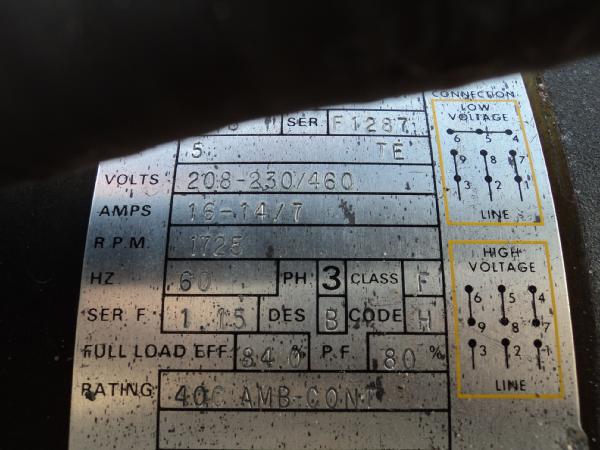 SER F1287
5 TE
VOLTS 208-230/460
AMPS 16-14/7
R.P.M. 1725
HZ 60 PH 3 CLASS F
SER F. 1.15 DES B CODE H
FULL LOAD EFF. 84.0 % P.F. 80 %
RATING 40C AMB-CONT
CONNECTION
LOW
VOLTAGE
6 5 4
9 8 7
3 2 1
LINE
HIGH
VOLTAGE
6 5 4
9 8 7
3 2 1
LINE